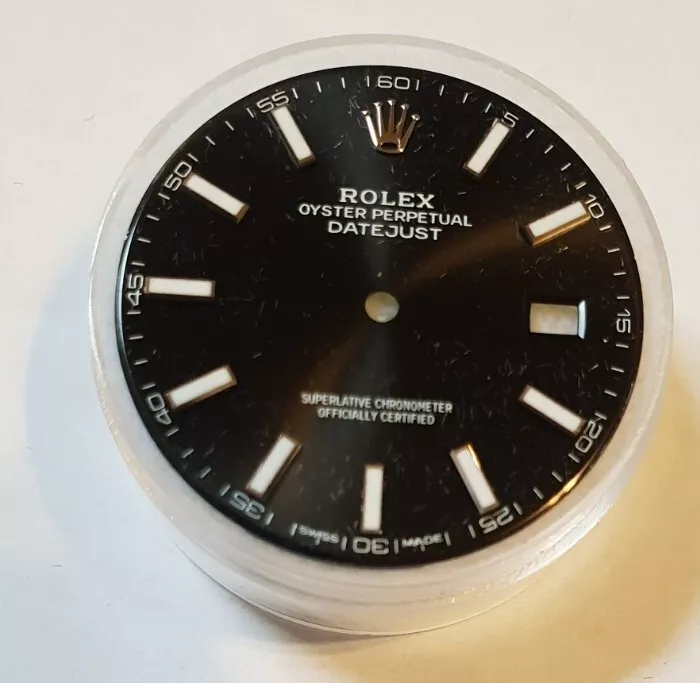 60
5
10
15
20
25
30
35
40
45
50
55
ROLEX
OYSTER PERPETUAL
DATEJUST
SUPERLATIVE CHRONOMETER
OFFICIALLY CERTIFIED
SWISS MADE